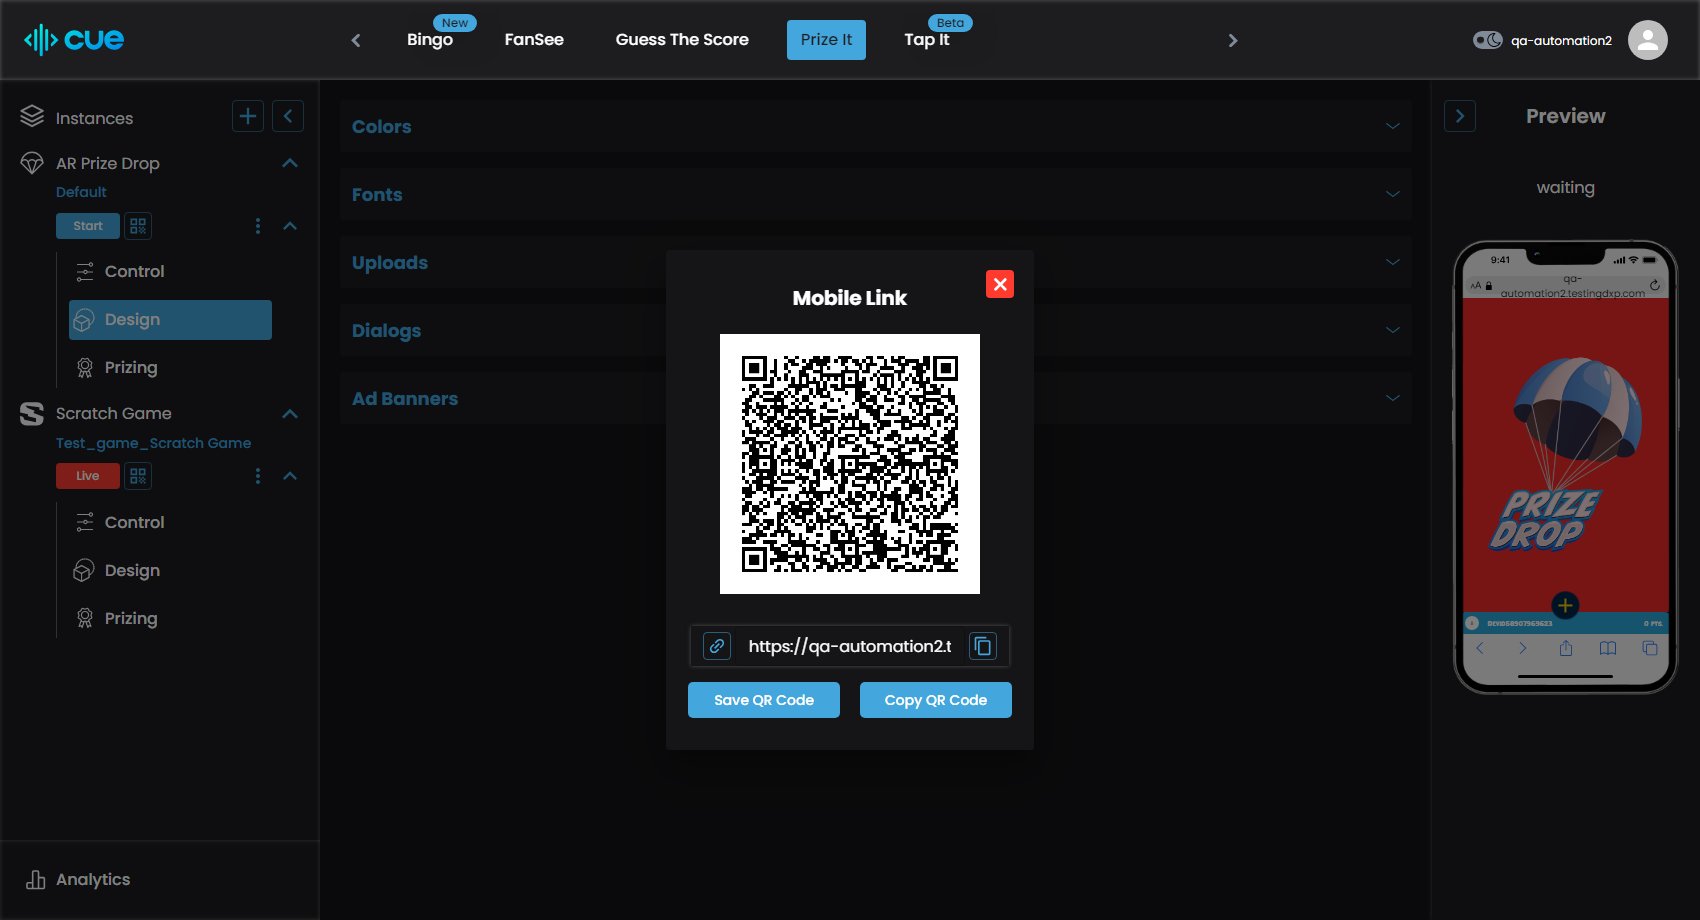 cue
New
Bingo
FanSee
Guess The Score
Prize It
Beta
Tap It
qa-automation2
Instances
AR Prize Drop
Default
Start
Control
Design
Prizing
Scratch Game
Test_game_Scratch Game
Live
Control
Design
Prizing
Analytics
Colors
Fonts
Uploads
Dialogs
Ad Banners
Mobile Link
https://qa-automation2.t
Save QR Code
Copy QR Code
Preview
waiting
9:41
AA
qa-
automation2.testingdxp.com
PRIZE
DROP
0 PTS.